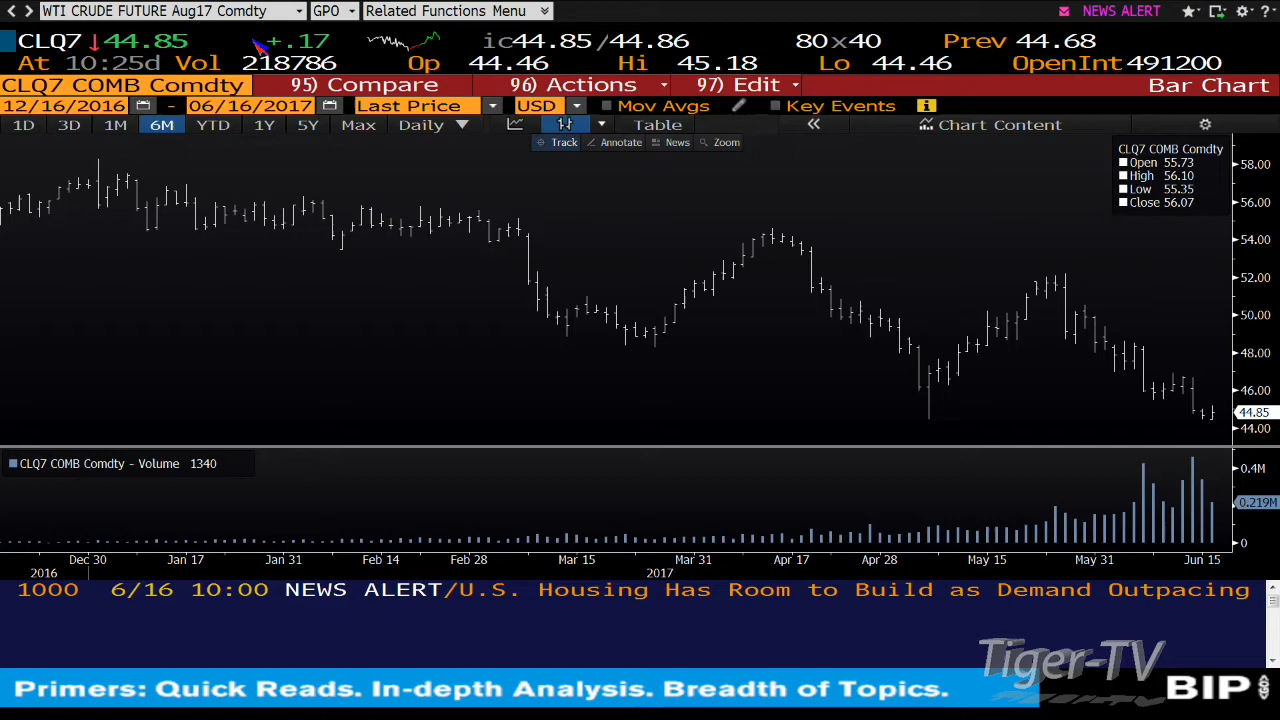 WTI CRUDE FUTURE Aug17 Comdty GPO Related Functions Menu NEWS ALERT ?
CLQ7 44.85 +.17 ic44.85/44.86 80x40 Prev 44.68
At 10:25d Vol 218786 Op 44.46 Hi 45.18 Lo 44.46 OpenInt 491200
CLQ7 COMB Comdty 95) Compare 96) Actions 97) Edit Bar Chart
12/16/2016 - 06/16/2017 Last Price USD Mov Avgs Key Events
1D 3D 1M 6M YTD 1Y 5Y Max Daily Table « Chart Content
Track Annotate News Zoom
CLQ7 COMB Comdty
Open 55.73
High 56.10
Low 55.35
Close 56.07
58.00
56.00
54.00
52.00
50.00
48.00
46.00
44.85
44.00
CLQ7 COMB Comdty - Volume 1340
0.4M
0.219M
0
Dec 30 Jan 17 Jan 31 Feb 14 Feb 28 Mar 15 Mar 31 Apr 17 Apr 28 May 15 May 31 Jun 15
2016 2017
1000 6/16 10:00 NEWS ALERT/U.S. Housing Has Room to Build as Demand Outpacing
Tiger-TV
Primers: Quick Reads. In-depth Analysis. Breadth of Topics.
BIP